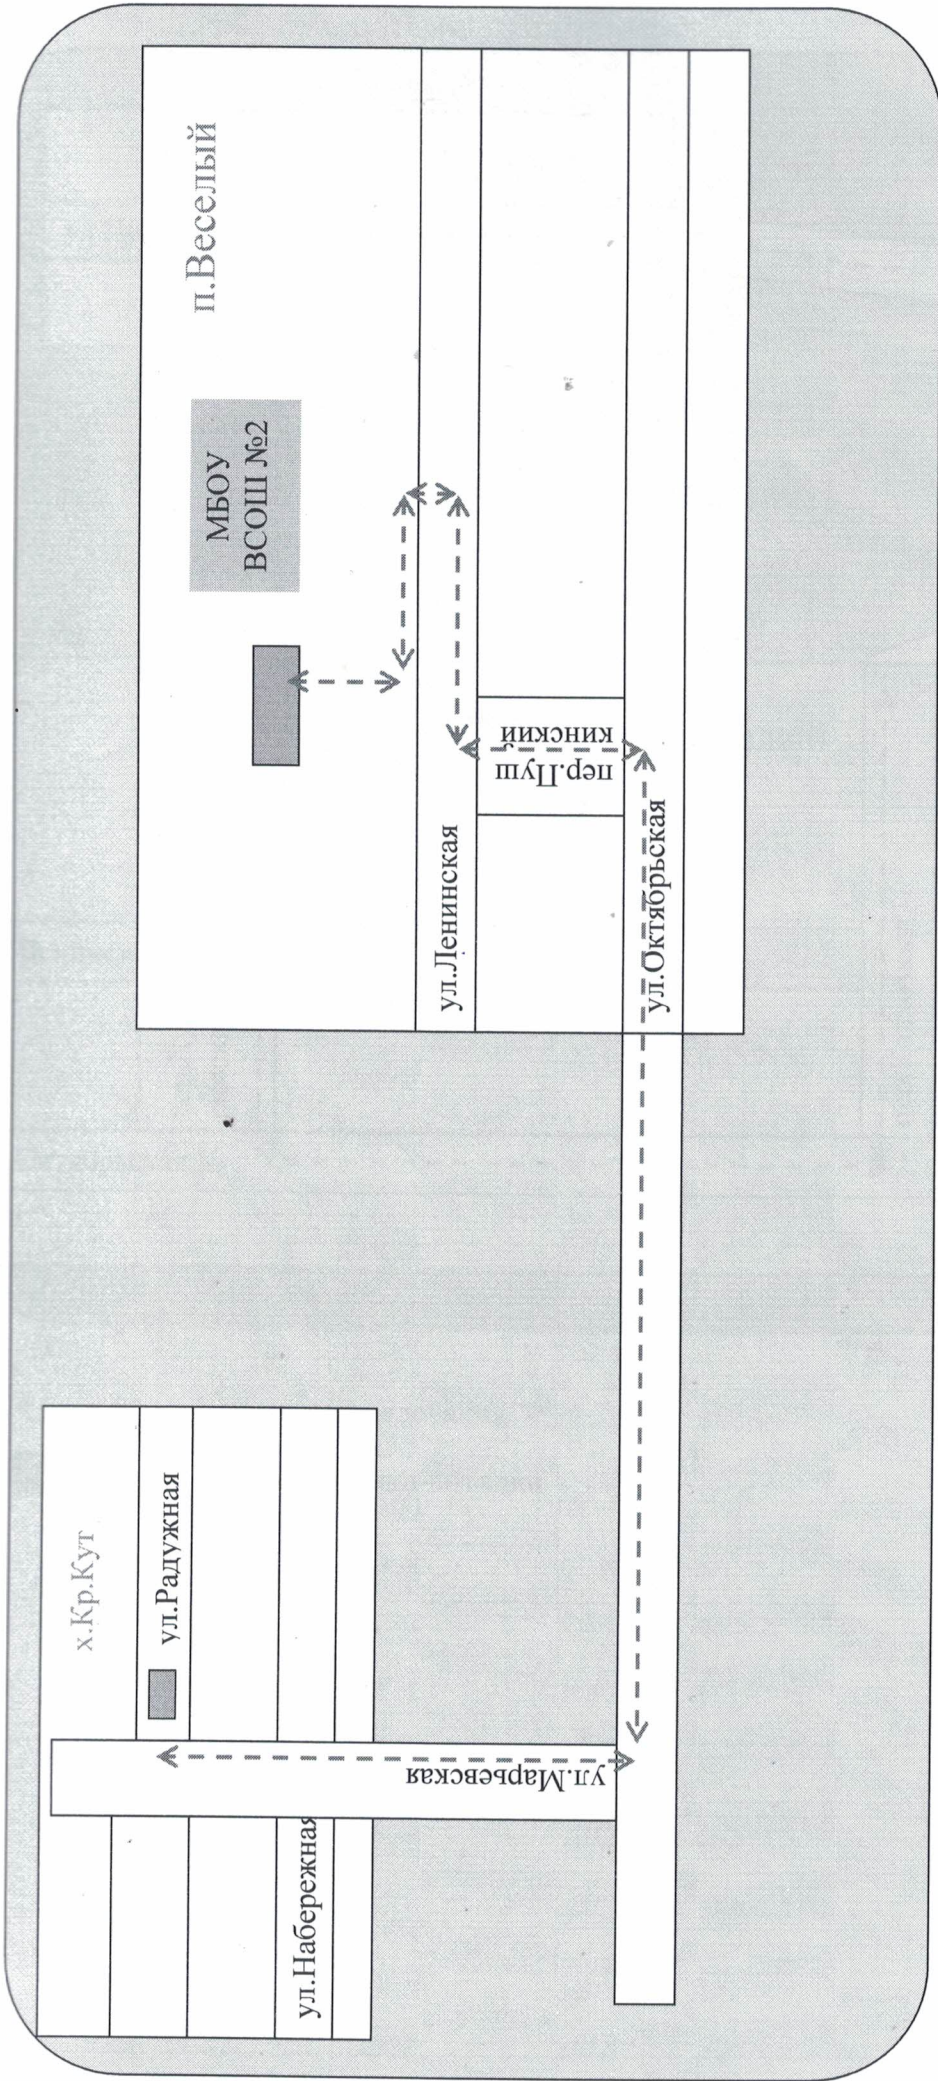 х.Кр.Кут
ул.Радужная
ул.Марьевская
ул.Набережная
п.Веселый
МБОУ
ВСОШ №2
ул.Ленинская
пер.Пуш
кинский
ул.Октябрьская